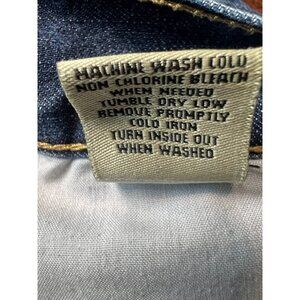 MACHINE WASH COLD
NON-CHLORINE BLEACH
WHEN NEEDED
TUMBLE DRY LOW
REMOVE PROMPTLY
COLD IRON
TURN INSIDE OUT
WHEN WASHED